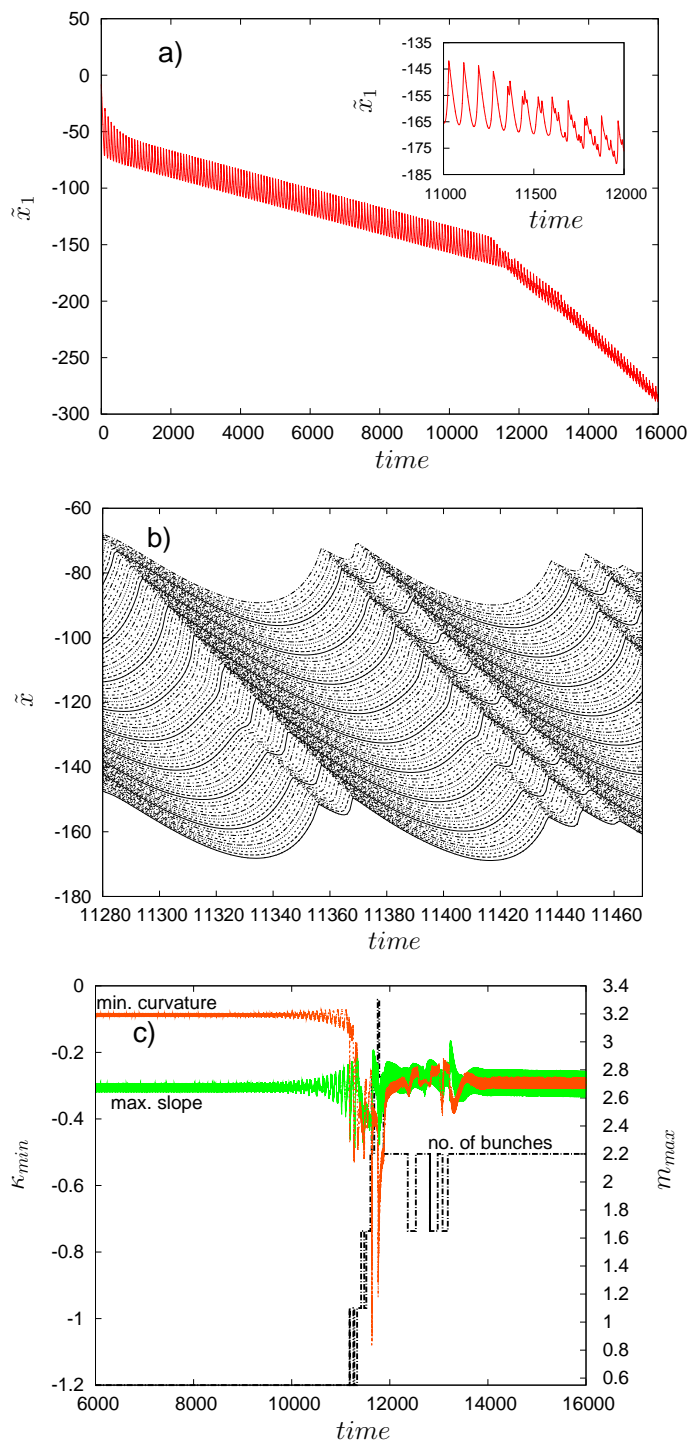 a)
50
0
-50
-100
-150
-200
-250
-300
x̃₁
0 2000 4000 6000 8000 10000 12000 14000 16000
time
-135
-145
-155
-165
-175
-185
x̃₁
11000 11500 12000
time
b)
-60
-80
-100
-120
-140
-160
-180
x̃
11280 11300 11320 11340 11360 11380 11400 11420 11440 11460
time
c)
min. curvature
max. slope
no. of bunches
0
-0.2
-0.4
-0.6
-0.8
-1
-1.2
κ_min
3.4
3.2
3
2.8
2.6
2.4
2.2
2
1.8
1.6
1.4
1.2
1
0.8
0.6
m_max
6000 8000 10000 12000 14000 16000
time